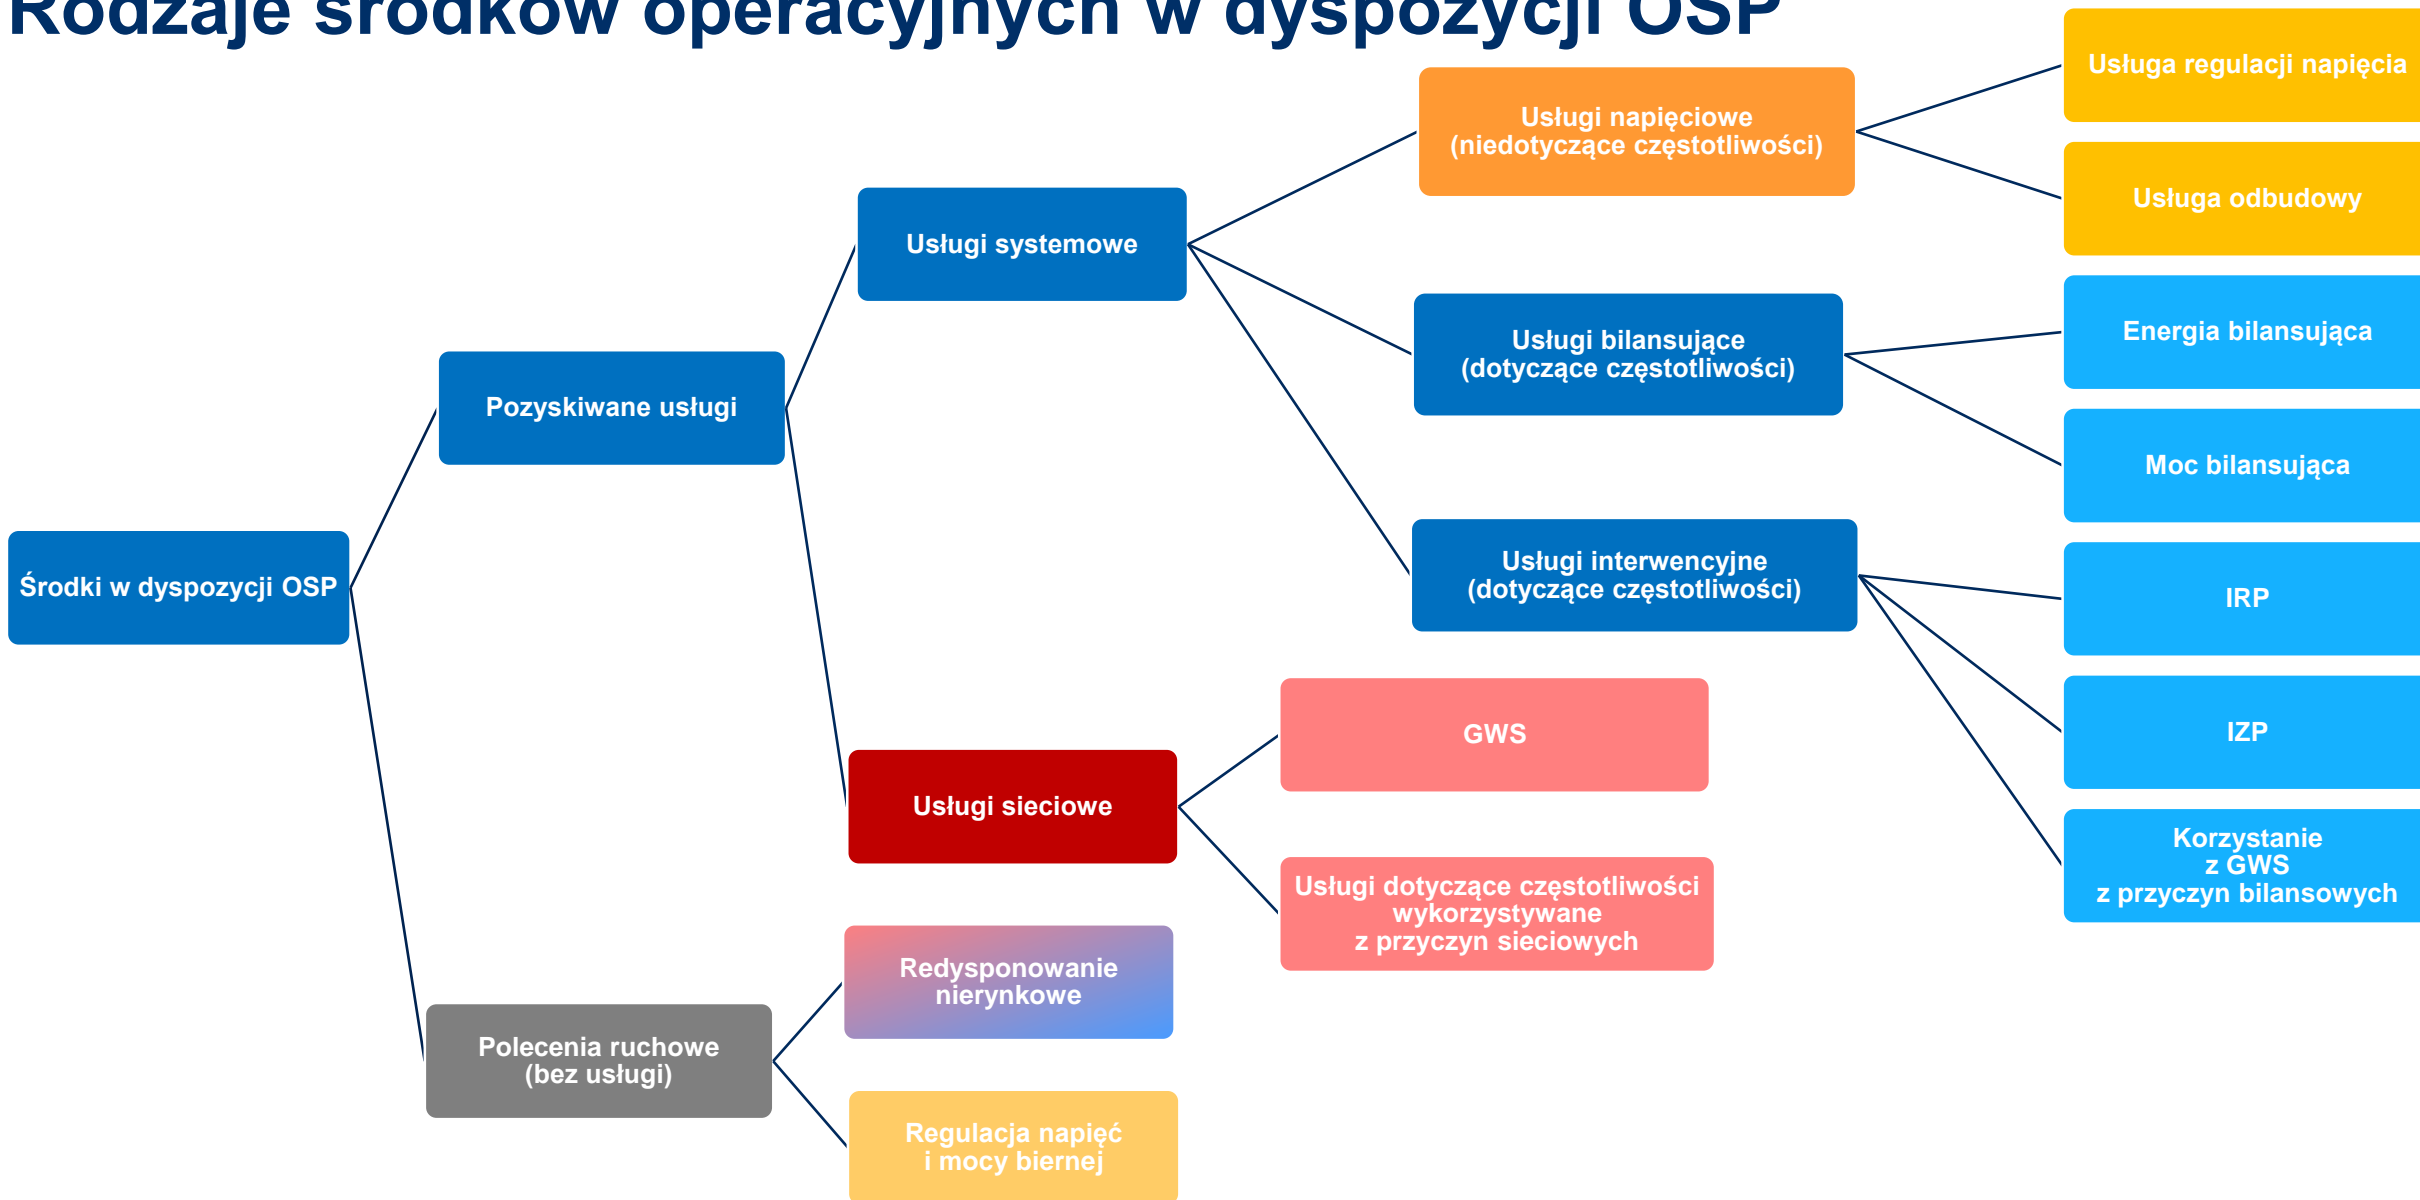 Rodzaje środków operacyjnych w dyspozycji OSP
Środki w dyspozycji OSP
Pozyskiwane usługi
Usługi systemowe
Usługi napięciowe
(niedotyczące częstotliwości)
Usługa regulacji napięcia
Usługa odbudowy
Usługi bilansujące
(dotyczące częstotliwości)
Energia bilansująca
Moc bilansująca
Usługi interwencyjne
(dotyczące częstotliwości)
IRP
IZP
Korzystanie
z GWS
z przyczyn bilansowych
Usługi sieciowe
GWS
Usługi dotyczące częstotliwości
wykorzystywane
z przyczyn sieciowych
Polecenia ruchowe
(bez usługi)
Redysponowanie
nierynkowe
Regulacja napięć
i mocy biernej